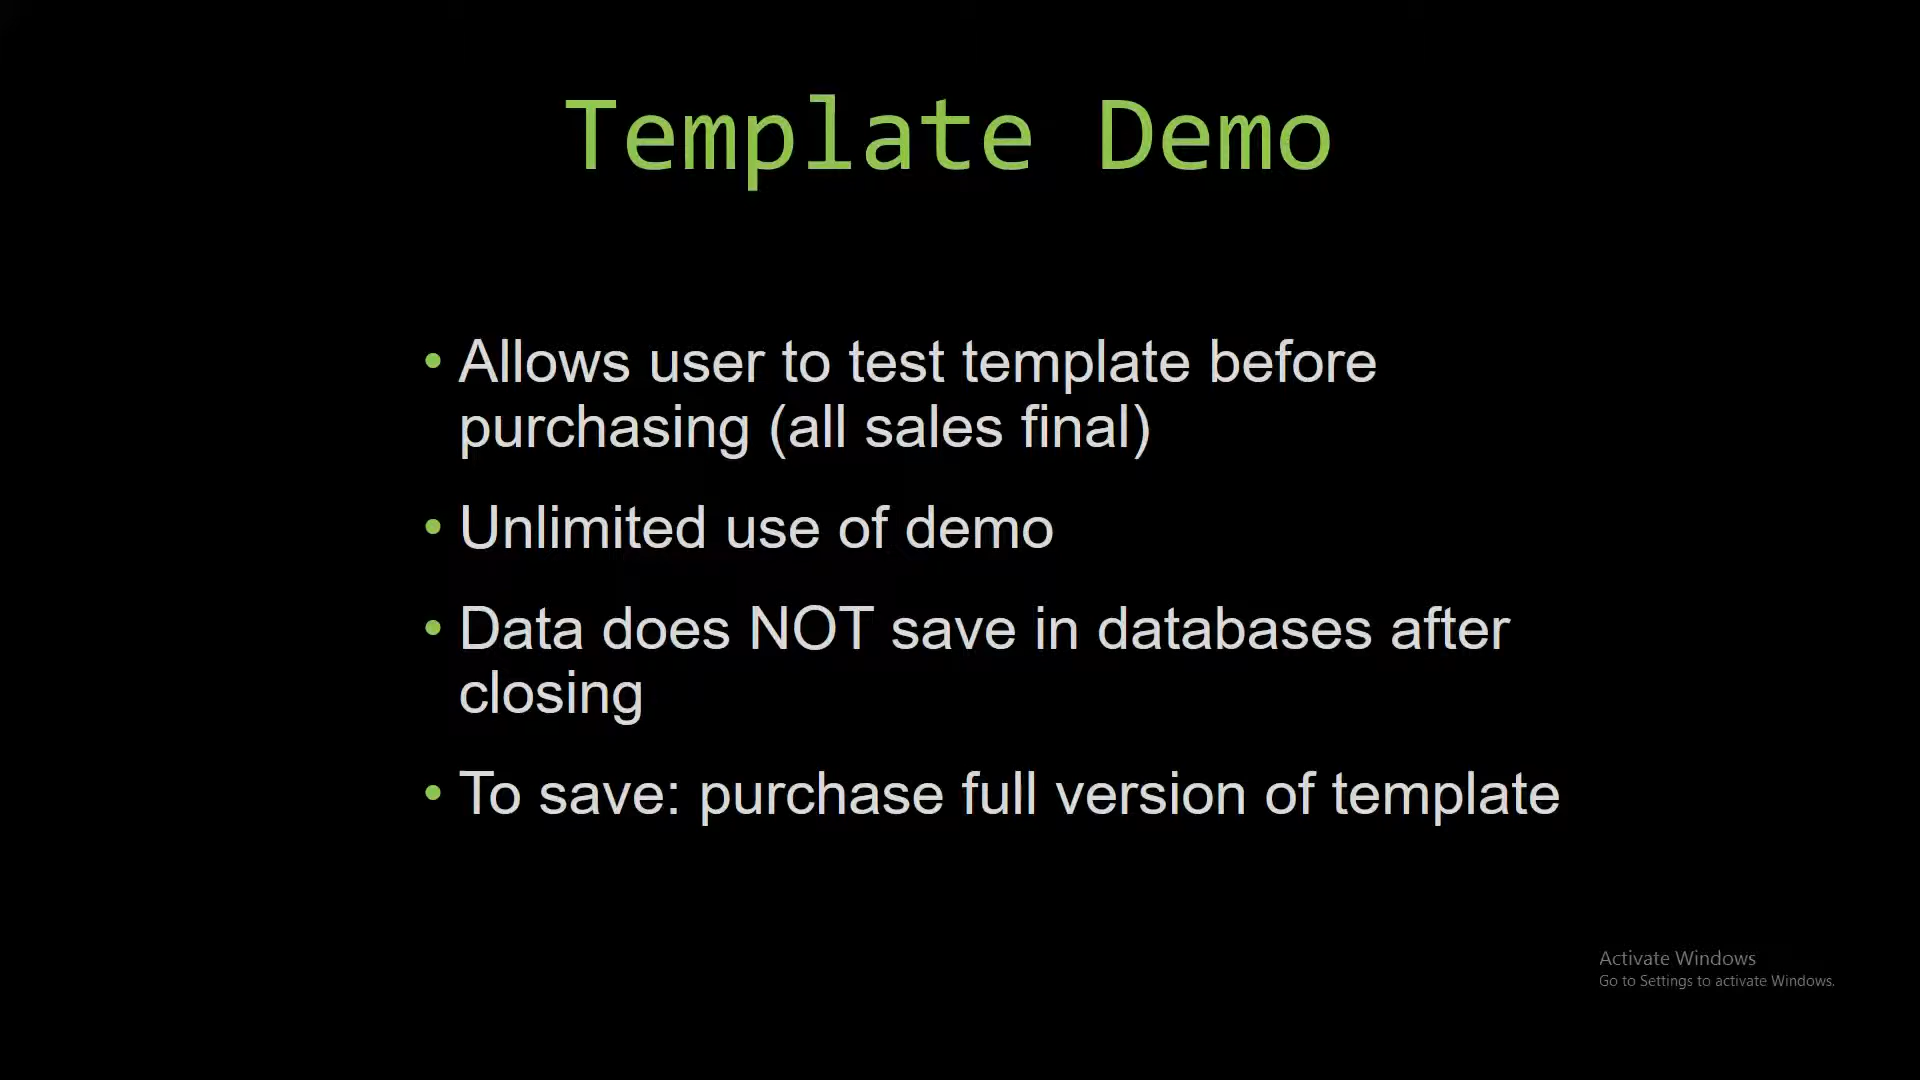 Template Demo
• Allows user to test template before
purchasing (all sales final)
• Unlimited use of demo
• Data does NOT save in databases after
closing
• To save: purchase full version of template
Activate Windows
Go to Settings to activate Windows.